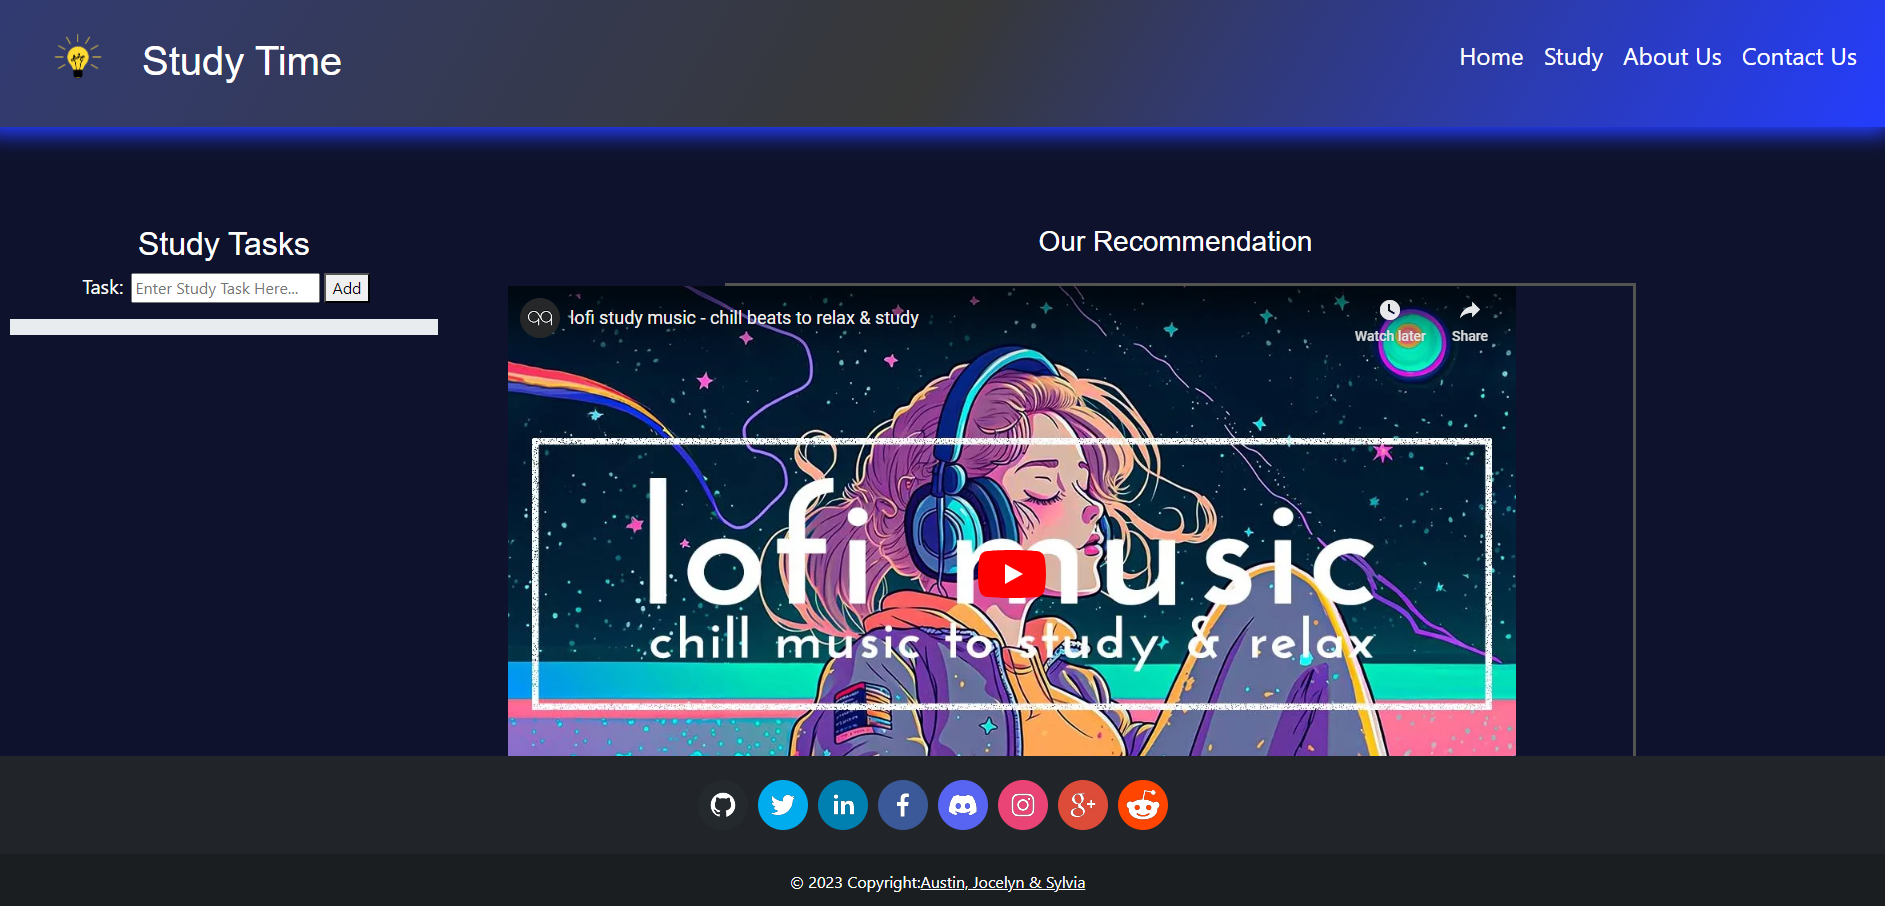 Study Time
Home Study About Us Contact Us
Study Tasks
Task: Enter Study Task Here... Add
Our Recommendation
lofi study music - chill beats to relax & study
Watch later Share
lofi music
chill music to study & relax
© 2023 Copyright:Austin, Jocelyn & Sylvia